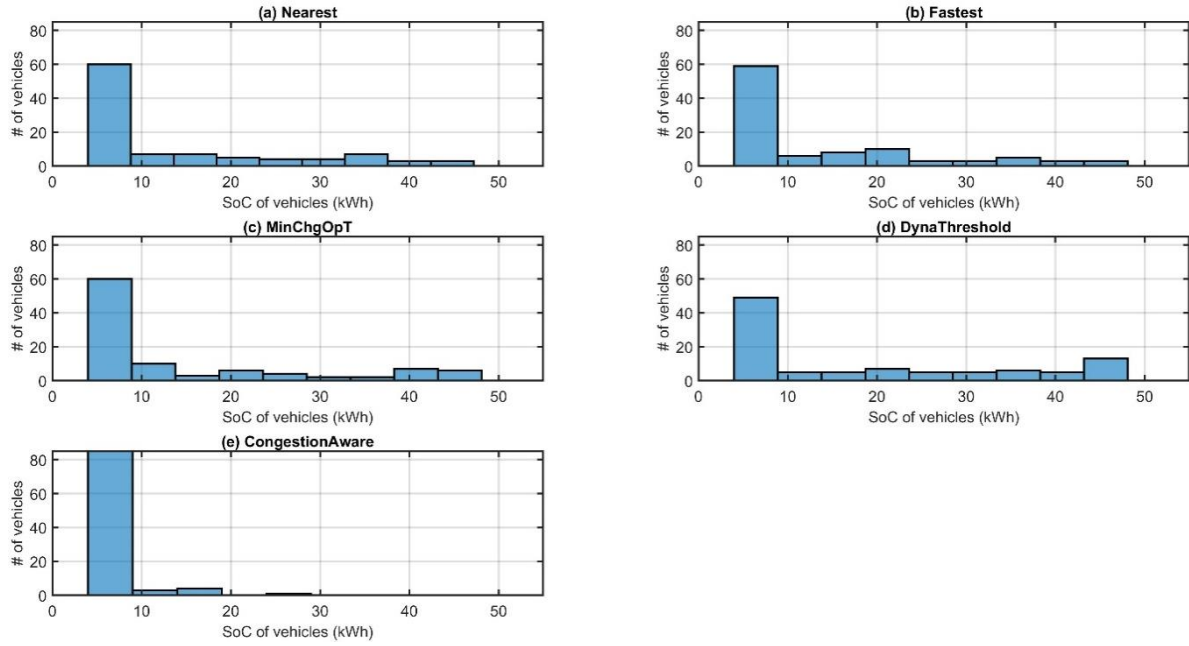 (a) Nearest
80
60
40
20
0
# of vehicles
0 10 20 30 40 50
SoC of vehicles (kWh)
(b) Fastest
80
60
40
20
0
# of vehicles
0 10 20 30 40 50
SoC of vehicles (kWh)
(c) MinChgOpT
80
60
40
20
0
# of vehicles
0 10 20 30 40 50
SoC of vehicles (kWh)
(d) DynaThreshold
80
60
40
20
0
# of vehicles
0 10 20 30 40 50
SoC of vehicles (kWh)
(e) CongestionAware
80
60
40
20
0
# of vehicles
0 10 20 30 40 50
SoC of vehicles (kWh)